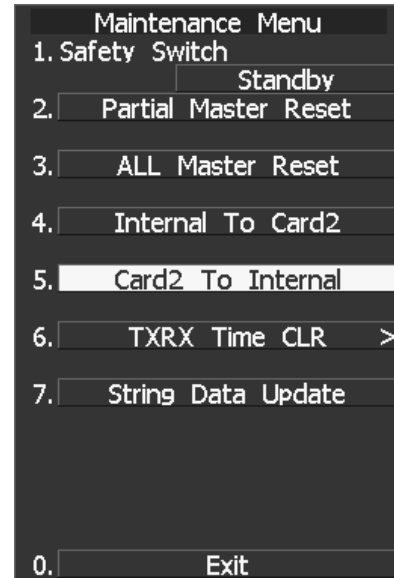 Maintenance Menu
1. Safety Switch
Standby
2. Partial Master Reset
3. ALL Master Reset
4. Internal To Card2
5. Card2 To Internal
6. TXRX Time CLR >
7. String Data Update
0. Exit